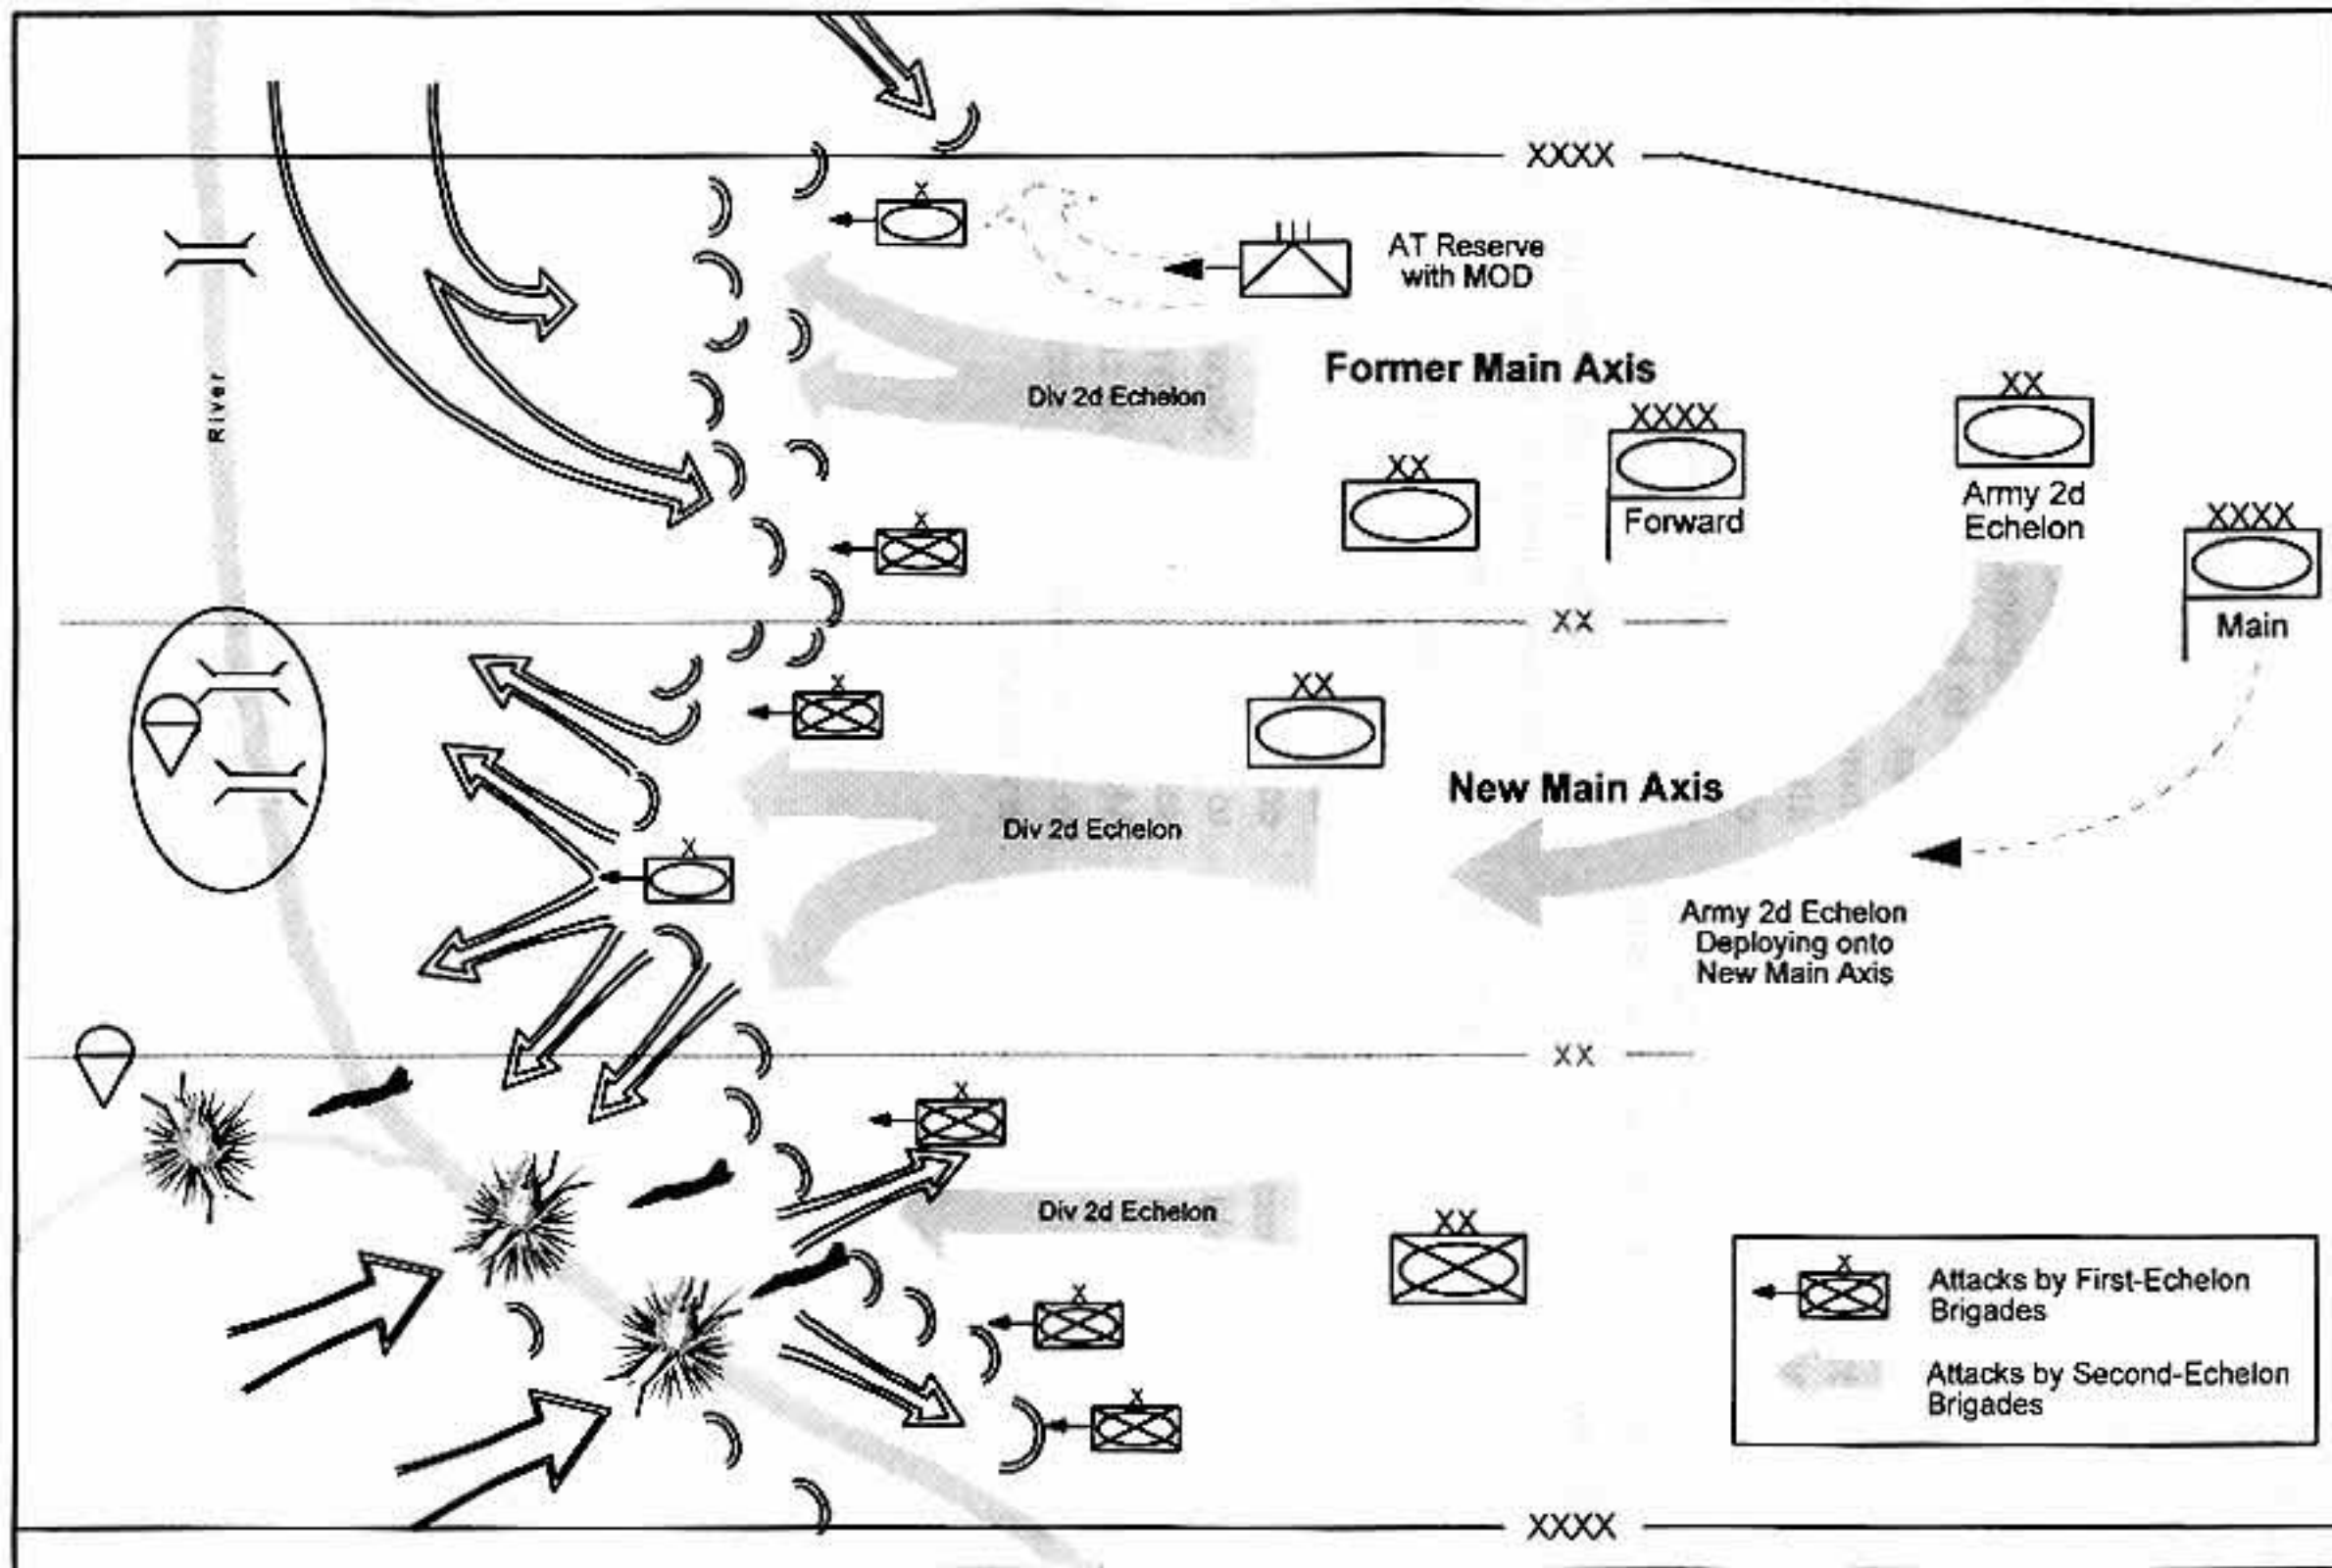 X
XXXX
AT Reserve
with MOD
River
Former Main Axis
Div 2d Echelon
XX
XXXX
Forward
XX
Army 2d
Echelon
XXXX
Main
X
XX
X
XX
New Main Axis
Div 2d Echelon
X
Army 2d Echelon
Deploying onto
New Main Axis
XX
X
Div 2d Echelon
XX
X
X
X
Attacks by First-Echelon
Brigades
Attacks by Second-Echelon
Brigades
XXXX